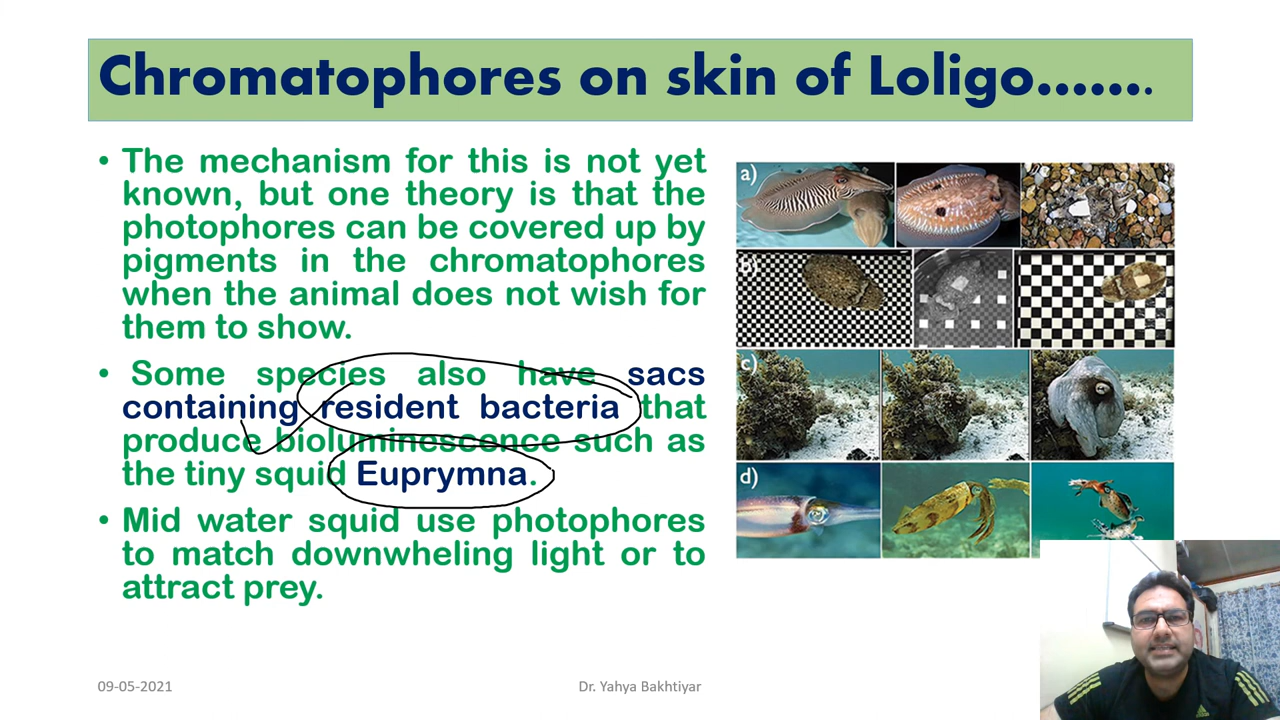 Chromatophores on skin of Loligo…….
• The mechanism for this is not yet
known, but one theory is that the
photophores can be covered up by
pigments in the chromatophores
when the animal does not wish for
them to show.
• Some species also have sacs
containing resident bacteria that
produce bioluminescence such as
the tiny squid Euprymna.
• Mid water squid use photophores
to match downwheling light or to
attract prey.
a)
b)
c)
d)
09-05-2021
Dr. Yahya Bakhtiyar
adidas